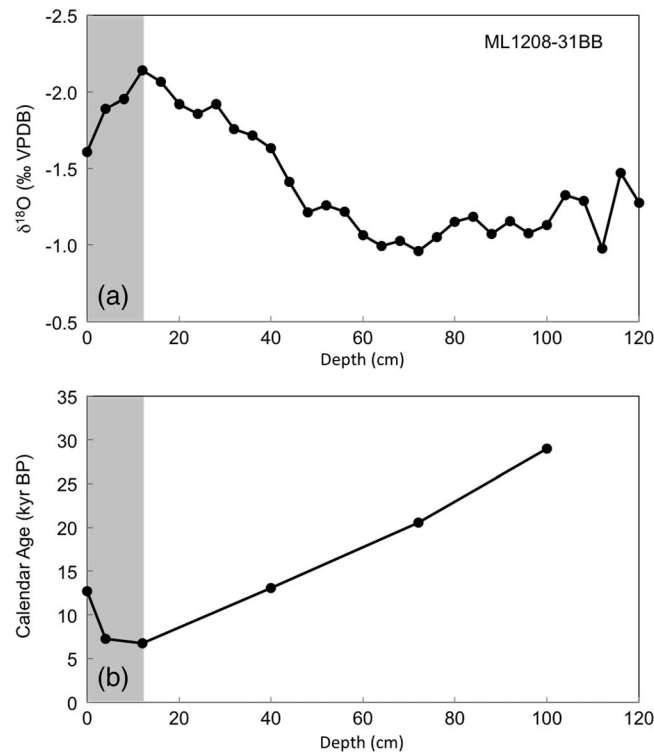 -2.5
ML1208-31BB
-2.0
-1.5
-1.0
-0.5
δ18O (‰ VPDB)
(a)
0 20 40 60 80 100 120
Depth (cm)
35
30
25
20
15
10
5
0
Calendar Age (kyr BP)
(b)
0 20 40 60 80 100 120
Depth (cm)